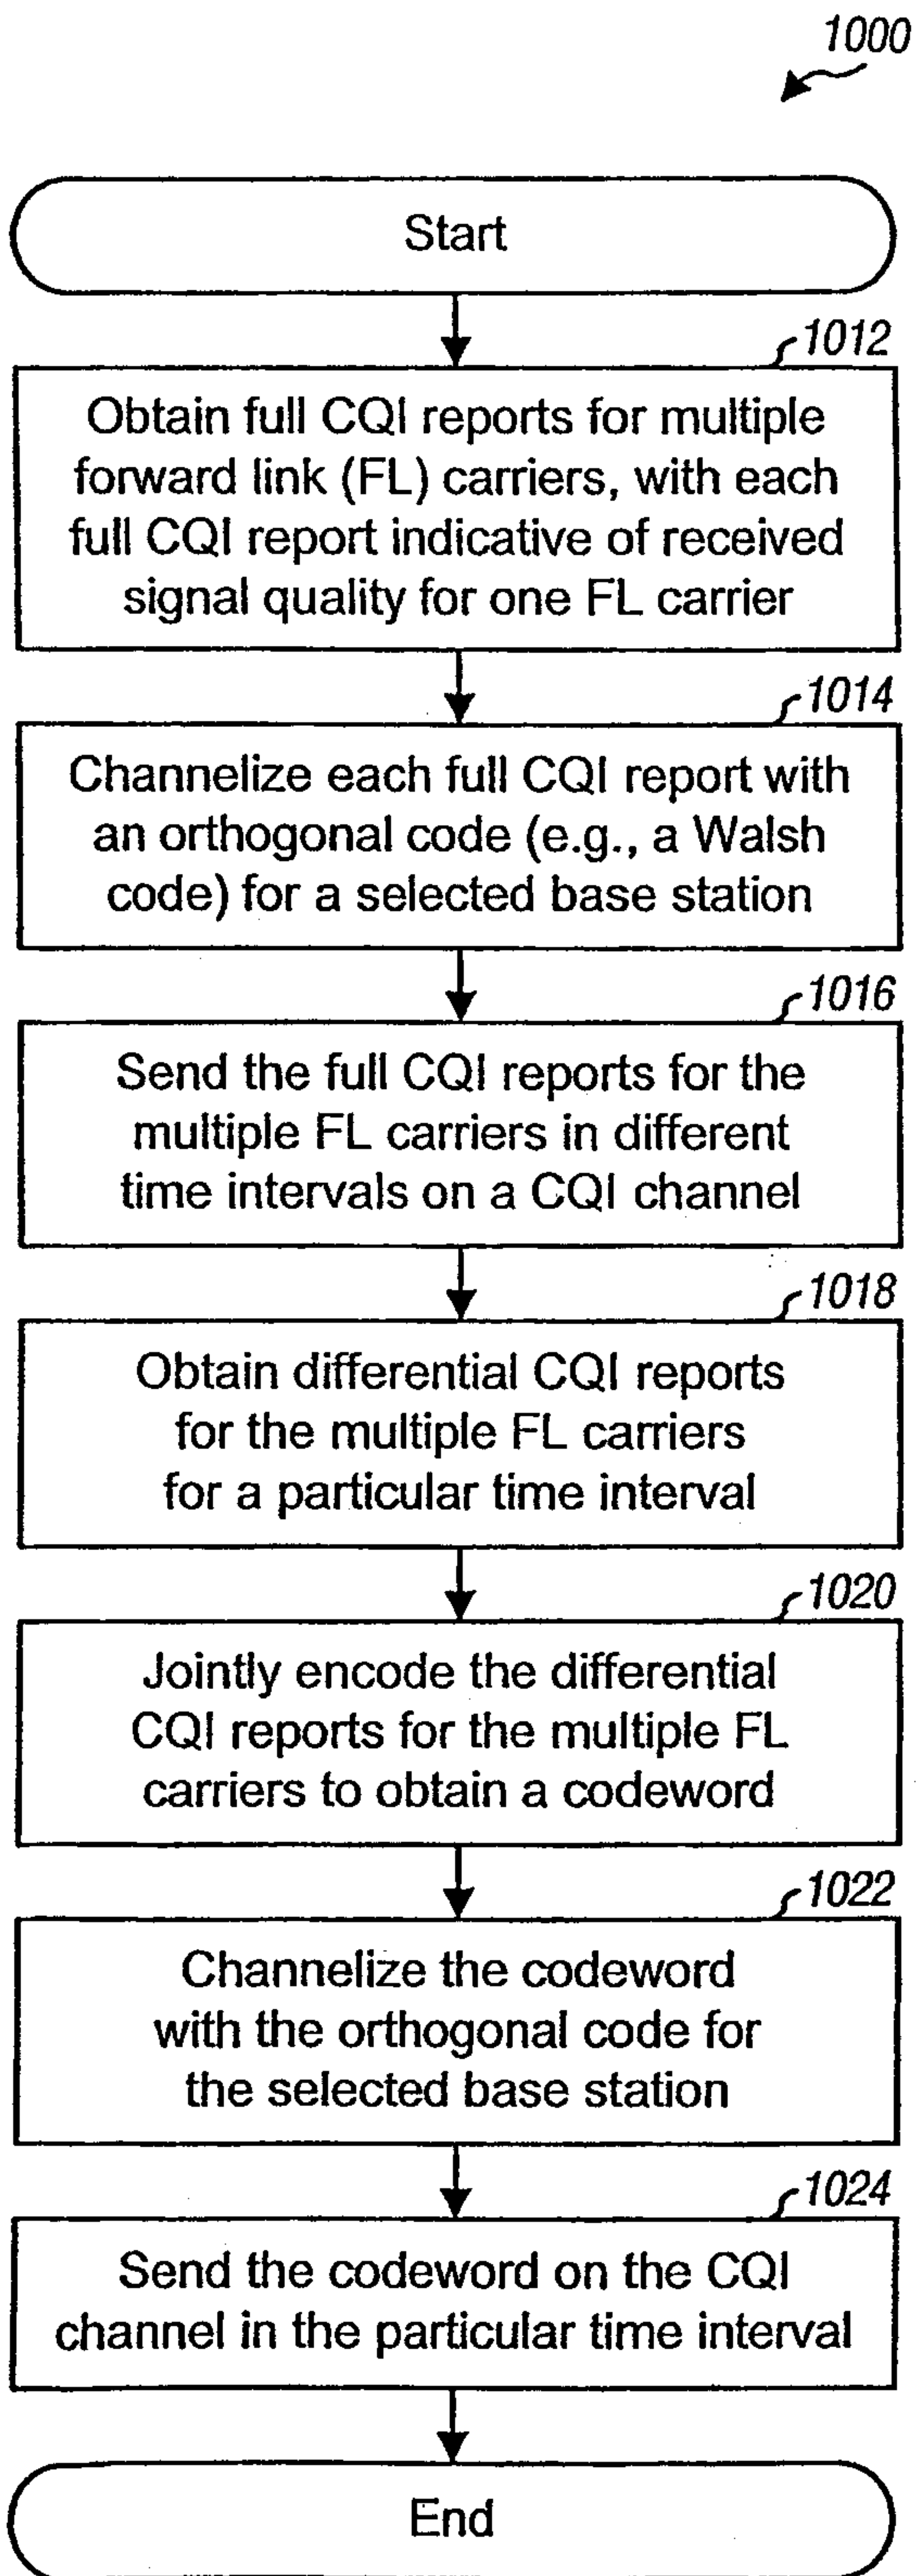 1000
Start
1012
Obtain full CQI reports for multiple
forward link (FL) carriers, with each
full CQI report indicative of received
signal quality for one FL carrier
1014
Channelize each full CQI report with
an orthogonal code (e.g., a Walsh
code) for a selected base station
1016
Send the full CQI reports for the
multiple FL carriers in different
time intervals on a CQI channel
1018
Obtain differential CQI reports
for the multiple FL carriers
for a particular time interval
1020
Jointly encode the differential
CQI reports for the multiple FL
carriers to obtain a codeword
1022
Channelize the codeword
with the orthogonal code for
the selected base station
1024
Send the codeword on the CQI
channel in the particular time interval
End